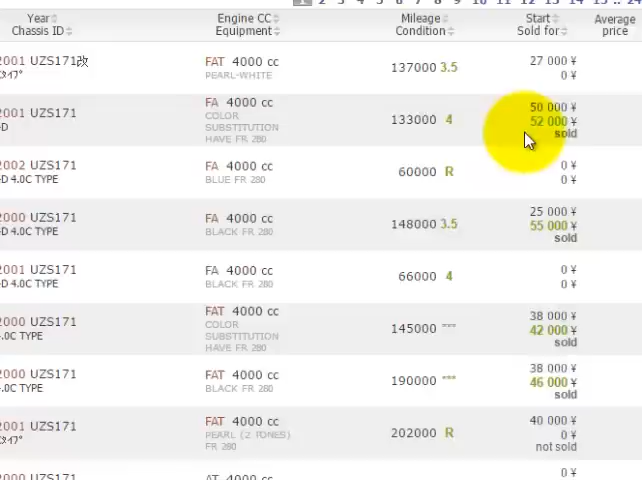 Year Engine CC Mileage Start Average
Chassis ID Equipment Condition Sold for price
2001 UZS171改 FAT 4000 cc 137000 3.5 27 000 ¥
PEARL-WHITE 0 ¥
2001 UZS171 FA 4000 cc 133000 4 50 000 ¥
-D COLOR SUBSTITUTION HAVE FR 280 52 000 ¥
sold
2002 UZS171 FA 4000 cc 60000 R 0 ¥
-D 4.0C TYPE BLUE FR 280 0 ¥
2000 UZS171 FA 4000 cc 148000 3.5 25 000 ¥
-D 4.0C TYPE BLACK FR 280 55 000 ¥
sold
2001 UZS171 FA 4000 cc 66000 4 0 ¥
-D 4.0C TYPE BLACK FR 280 0 ¥
2000 UZS171 FAT 4000 cc 145000 *** 38 000 ¥
.0C TYPE COLOR SUBSTITUTION HAVE FR 280 42 000 ¥
sold
2000 UZS171 FAT 4000 cc 190000 *** 38 000 ¥
.0C TYPE BLACK FR 280 46 000 ¥
sold
2001 UZS171 FAT 4000 cc 202000 R 40 000 ¥
PEARL (2 TONES) FR 280 0 ¥
not sold
0 ¥